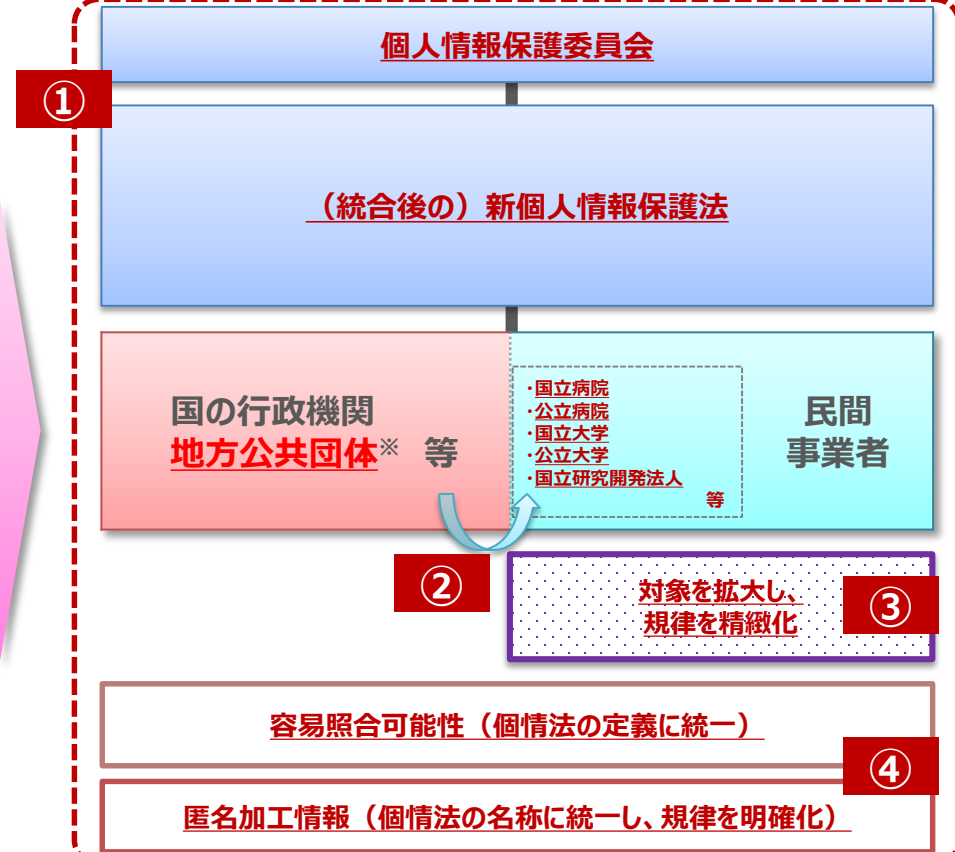 個人情報保護委員会
①
（統合後の）新個人情報保護法
国の行政機関
地方公共団体※ 等
・国立病院
・公立病院
・国立大学
・公立大学
・国立研究開発法人
等
民間
事業者
②
対象を拡大し、
規律を精緻化
③
容易照合可能性（個情法の定義に統一）
④
匿名加工情報（個情法の名称に統一し、規律を明確化）